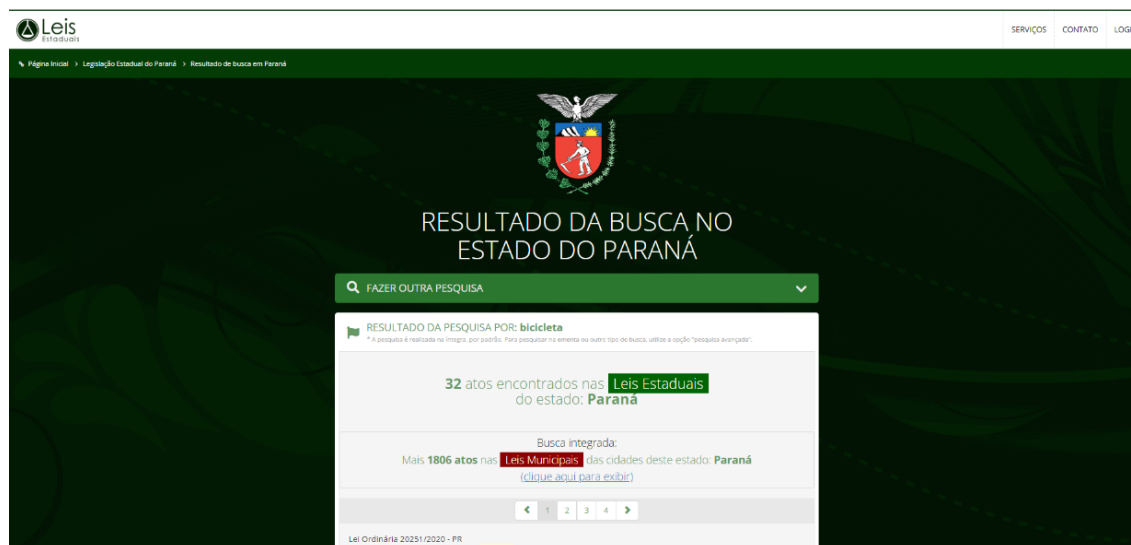 Leis
Estaduais
SERVIÇOS CONTATO
Página Inicial > Legislação Estadual do Paraná > Resultado de busca em Paraná
RESULTADO DA BUSCA NO
ESTADO DO PARANÁ
FAZER OUTRA PESQUISA
RESULTADO DA PESQUISA POR: bicicleta
* A pesquisa é realizada na íntegra, por padrão. Para pesquisar na ementa ou outro tipo de busca, utilize a opção "pesquisa avançada".
32 atos encontrados nas Leis Estaduais
do estado: Paraná
Busca integrada:
Mais 1806 atos nas Leis Municipais das cidades deste estado: Paraná
(clique aqui para exibir)
1 2 3 4
Lei Ordinária 20251/2020 - PR